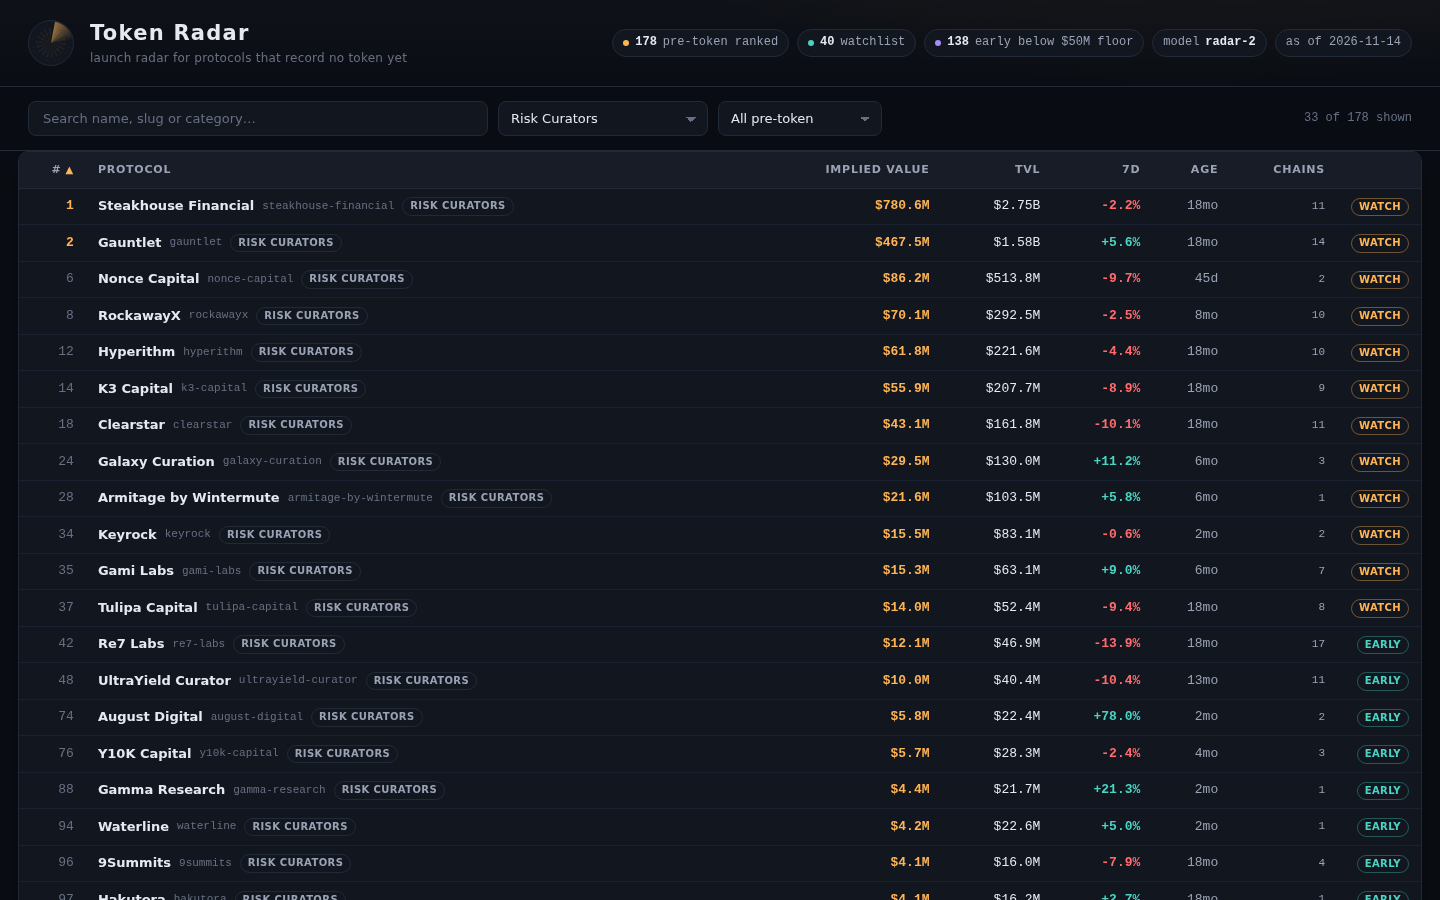 Token Radar
launch radar for protocols that record no token yet
178 pre-token ranked
40 watchlist
138 early below $50M floor
model radar-2
as of 2026-11-14
Search name, slug or category…
Risk Curators
All pre-token
33 of 178 shown
# ▲ PROTOCOL IMPLIED VALUE TVL 7D AGE CHAINS
1 Steakhouse Financial steakhouse-financial RISK CURATORS $780.6M $2.75B -2.2% 18mo 11 WATCH
2 Gauntlet gauntlet RISK CURATORS $467.5M $1.58B +5.6% 18mo 14 WATCH
6 Nonce Capital nonce-capital RISK CURATORS $86.2M $513.8M -9.7% 45d 2 WATCH
8 RockawayX rockawayx RISK CURATORS $70.1M $292.5M -2.5% 8mo 10 WATCH
12 Hyperithm hyperithm RISK CURATORS $61.8M $221.6M -4.4% 18mo 10 WATCH
14 K3 Capital k3-capital RISK CURATORS $55.9M $207.7M -8.9% 18mo 9 WATCH
18 Clearstar clearstar RISK CURATORS $43.1M $161.8M -10.1% 18mo 11 WATCH
24 Galaxy Curation galaxy-curation RISK CURATORS $29.5M $130.0M +11.2% 6mo 3 WATCH
28 Armitage by Wintermute armitage-by-wintermute RISK CURATORS $21.6M $103.5M +5.8% 6mo 1 WATCH
34 Keyrock keyrock RISK CURATORS $15.5M $83.1M -0.6% 2mo 2 WATCH
35 Gami Labs gami-labs RISK CURATORS $15.3M $63.1M +9.0% 6mo 7 WATCH
37 Tulipa Capital tulipa-capital RISK CURATORS $14.0M $52.4M -9.4% 18mo 8 WATCH
42 Re7 Labs re7-labs RISK CURATORS $12.1M $46.9M -13.9% 18mo 17 EARLY
48 UltraYield Curator ultrayield-curator RISK CURATORS $10.0M $40.4M -10.4% 13mo 11 EARLY
74 August Digital august-digital RISK CURATORS $5.8M $22.4M +78.0% 2mo 2 EARLY
76 Y10K Capital y10k-capital RISK CURATORS $5.7M $28.3M -2.4% 4mo 3 EARLY
88 Gamma Research gamma-research RISK CURATORS $4.4M $21.7M +21.3% 2mo 1 EARLY
94 Waterline waterline RISK CURATORS $4.2M $22.6M +5.0% 2mo 1 EARLY
96 9Summits 9summits RISK CURATORS $4.1M $16.0M -7.9% 18mo 4 EARLY
97 Hakutora hakutora RISK CURATORS $4.1M $16.2M +2.7% 18mo 1 EARLY